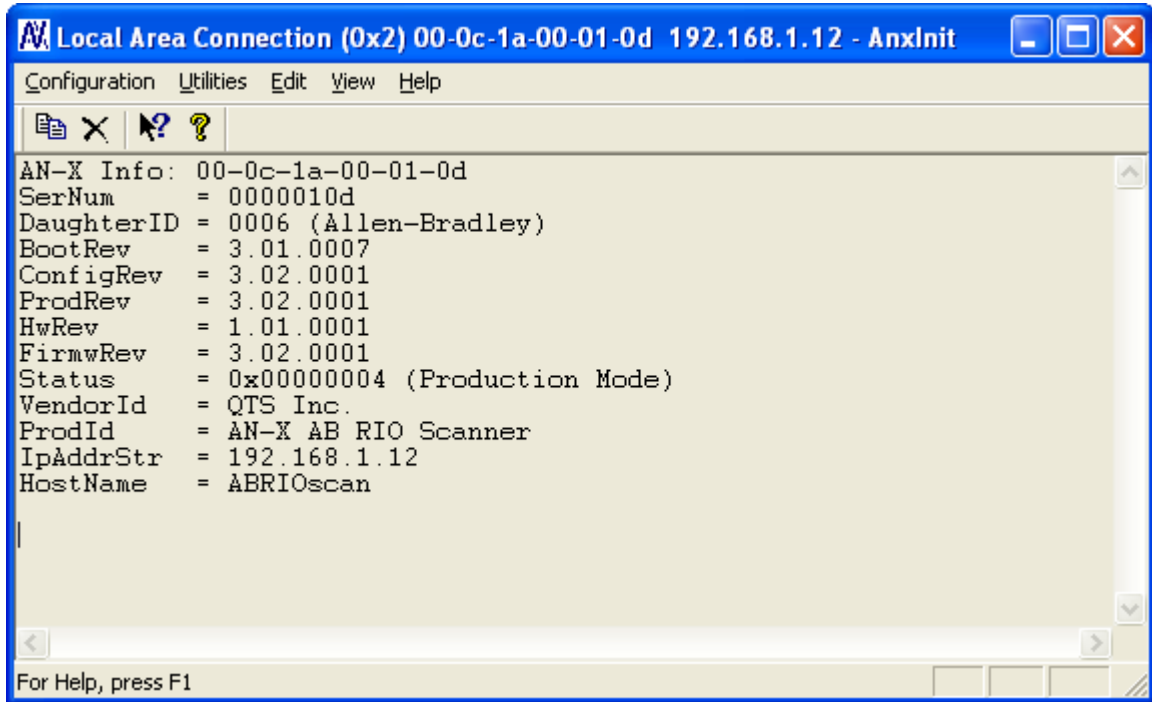 Local Area Connection (0x2) 00-0c-1a-00-01-0d 192.168.1.12 - AnxInit
Configuration Utilities Edit View Help
AN-X Info: 00-0c-1a-00-01-0d
SerNum = 0000010d
DaughterID = 0006 (Allen-Bradley)
BootRev = 3.01.0007
ConfigRev = 3.02.0001
ProdRev = 3.02.0001
HwRev = 1.01.0001
FirmwRev = 3.02.0001
Status = 0x00000004 (Production Mode)
VendorId = QTS Inc.
ProdId = AN-X AB RIO Scanner
IpAddrStr = 192.168.1.12
HostName = ABRIOscan
For Help, press F1